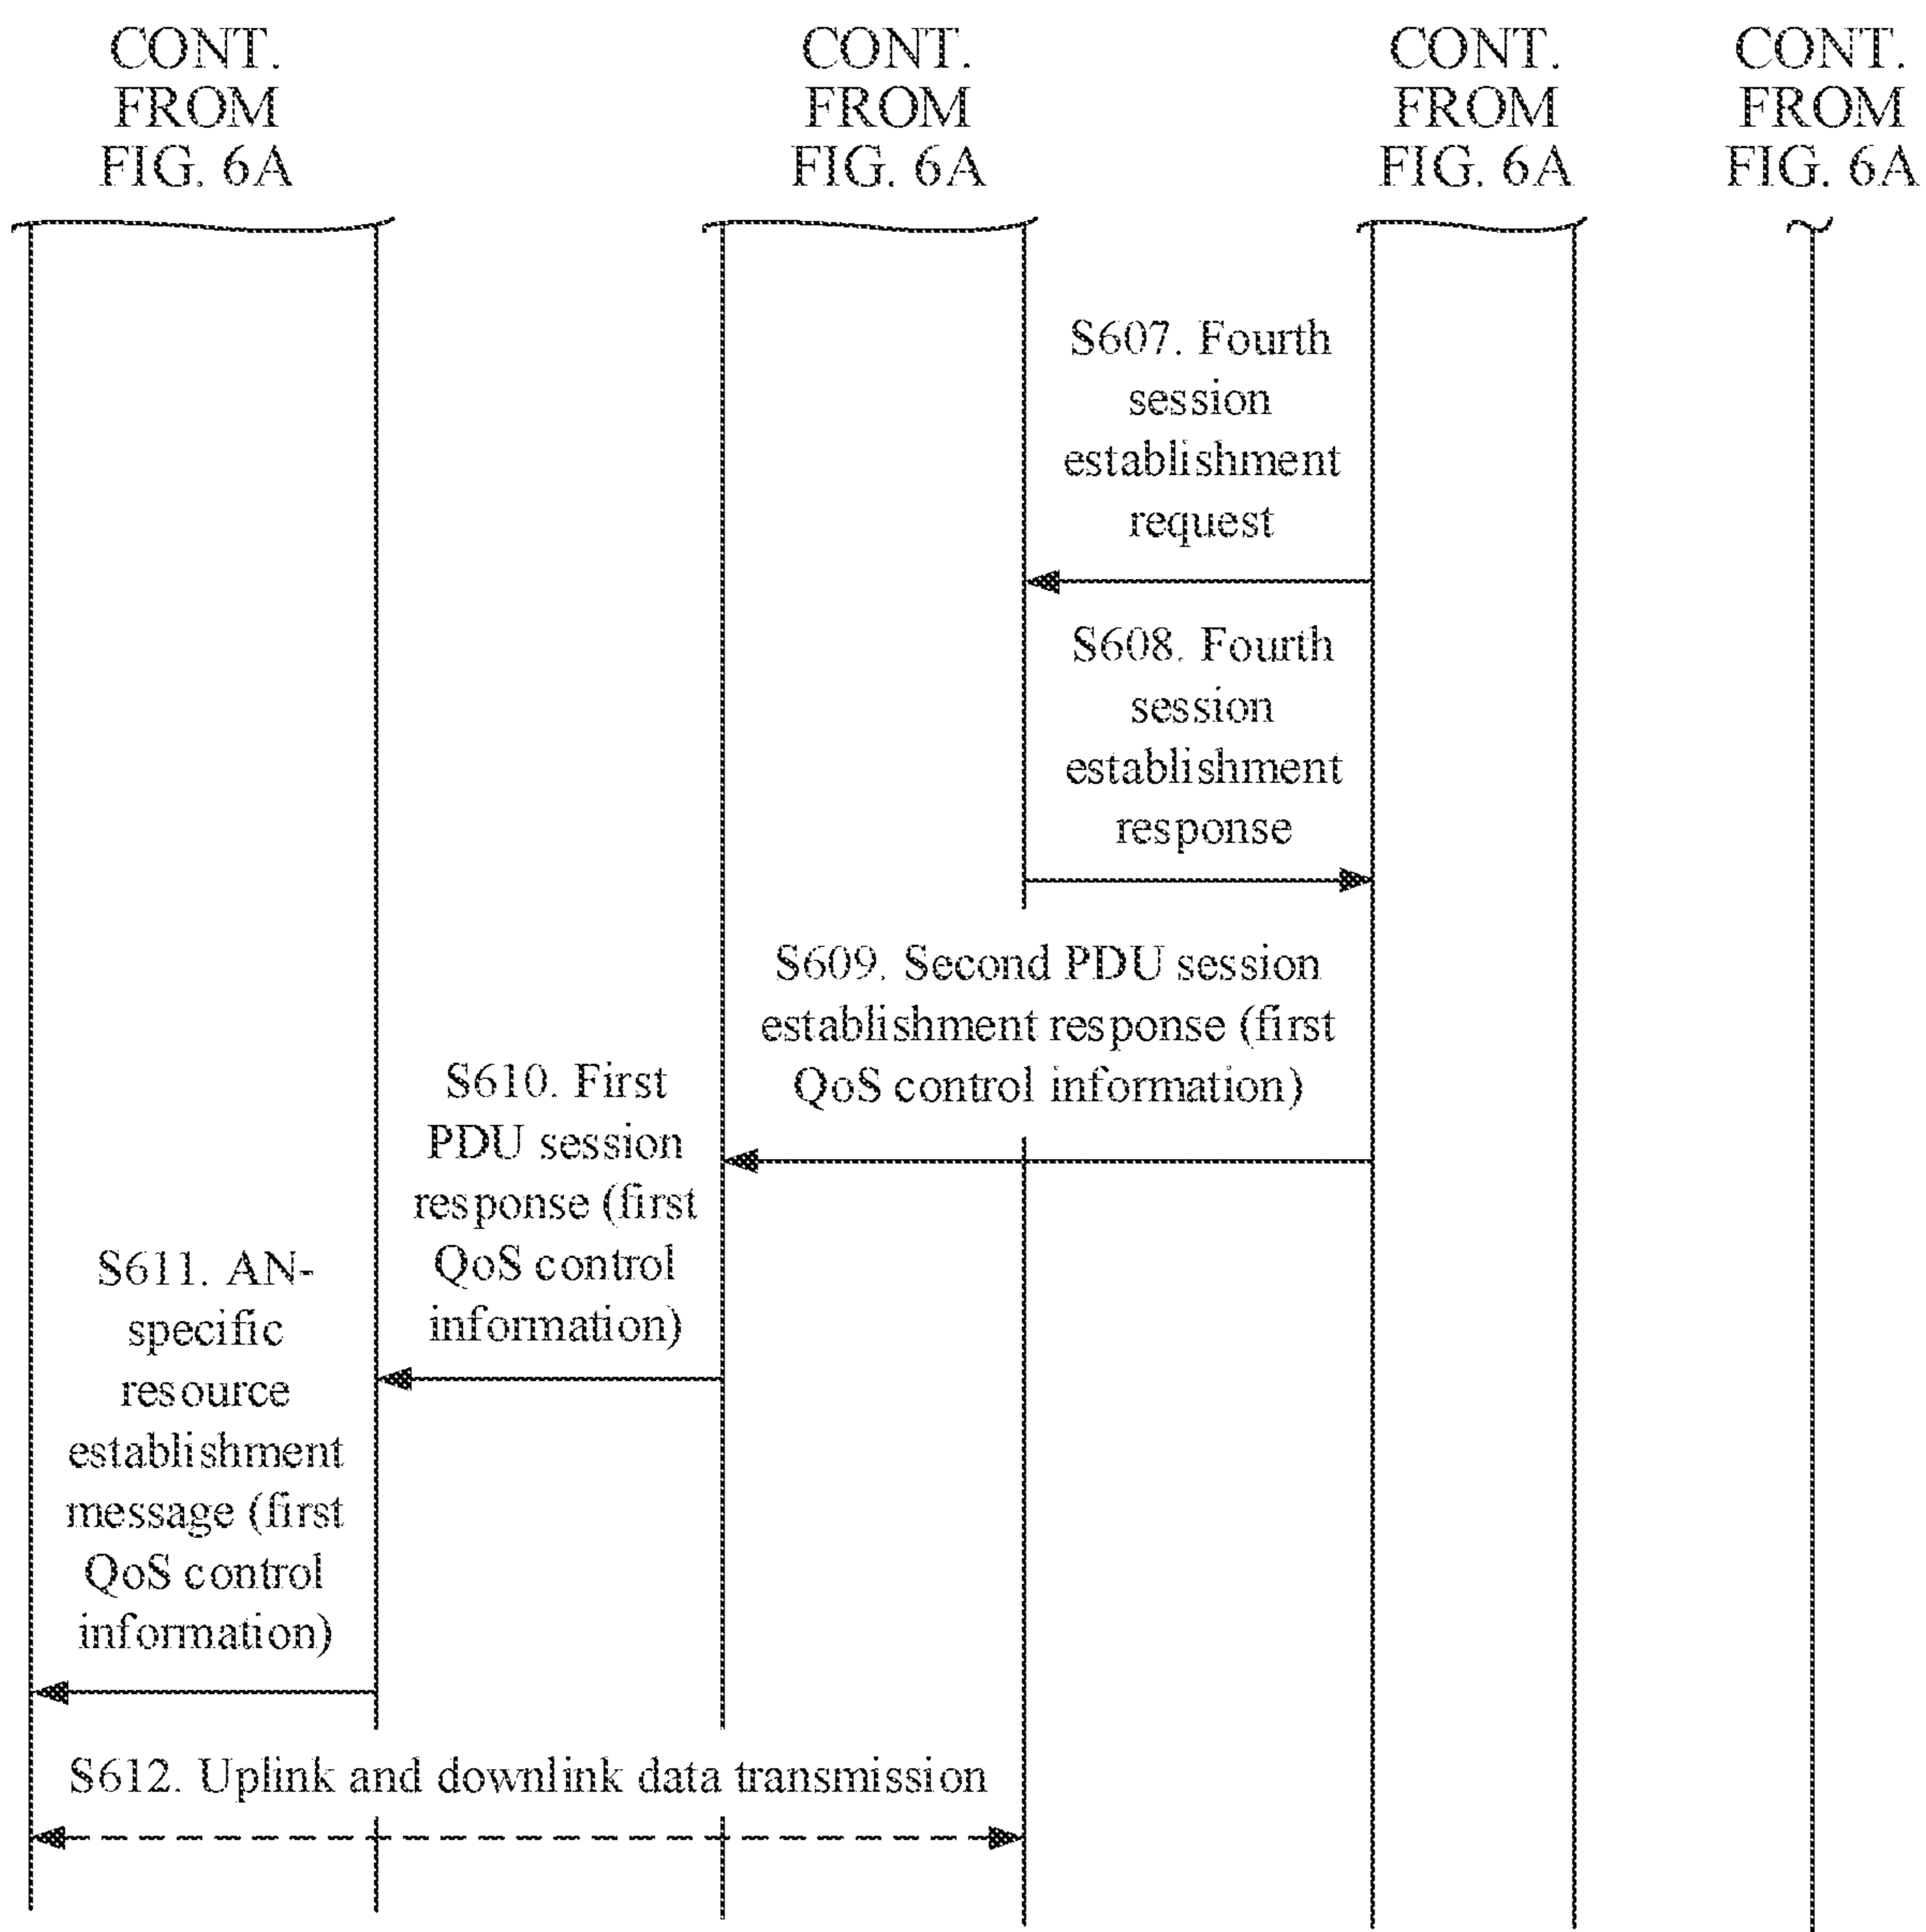 CONT.
FROM
FIG. 6A
CONT.
FROM
FIG. 6A
CONT.
FROM
FIG. 6A
CONT.
FROM
FIG. 6A
S607. Fourth
session
establishment
request
S608. Fourth
session
establishment
response
S609. Second PDU session
establishment response (first
QoS control information)
S610. First
PDU session
response (first
QoS control
information)
S611. AN-
specific
resource
establishment
message (first
QoS control
information)
S612. Uplink and downlink data transmission